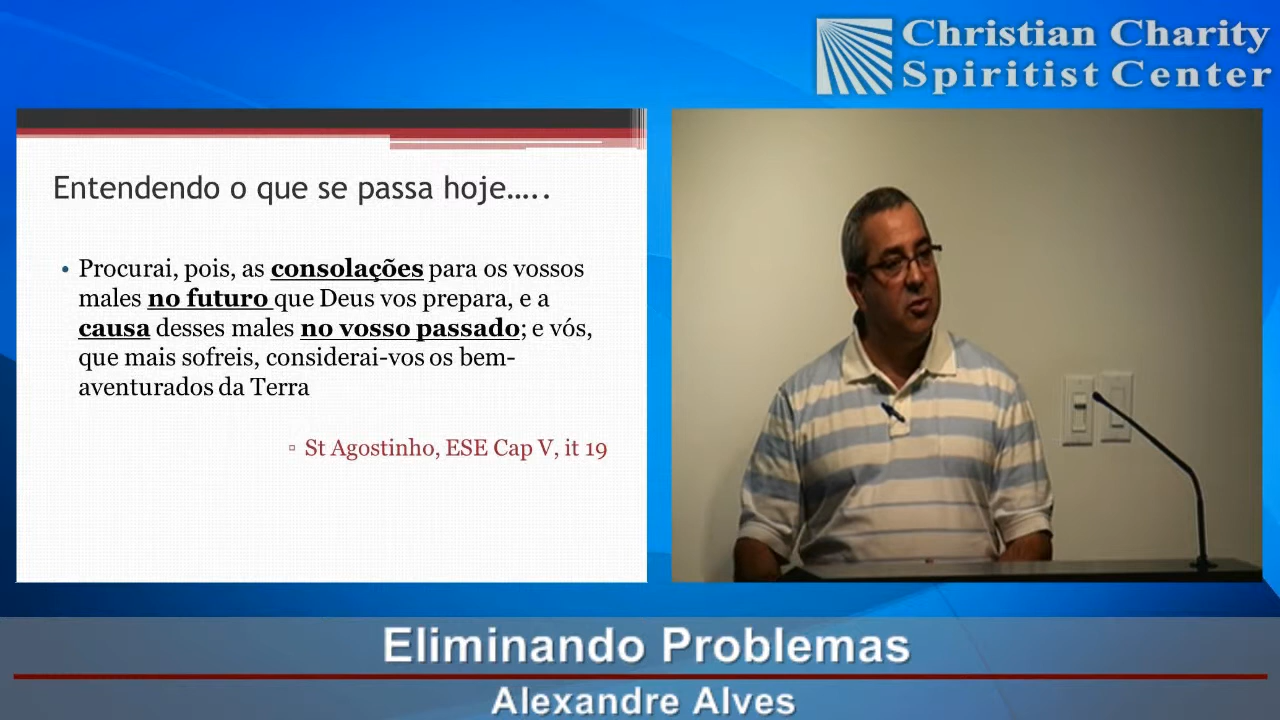 Christian Charity
Spiritist Center
Entendendo o que se passa hoje.....
• Procurai, pois, as consolações para os vossos
males no futuro que Deus vos prepara, e a
causa desses males no vosso passado; e vós,
que mais sofreis, considerai-vos os bem-
aventurados da Terra
▫ St Agostinho, ESE Cap V, it 19
Eliminando Problemas
Alexandre Alves